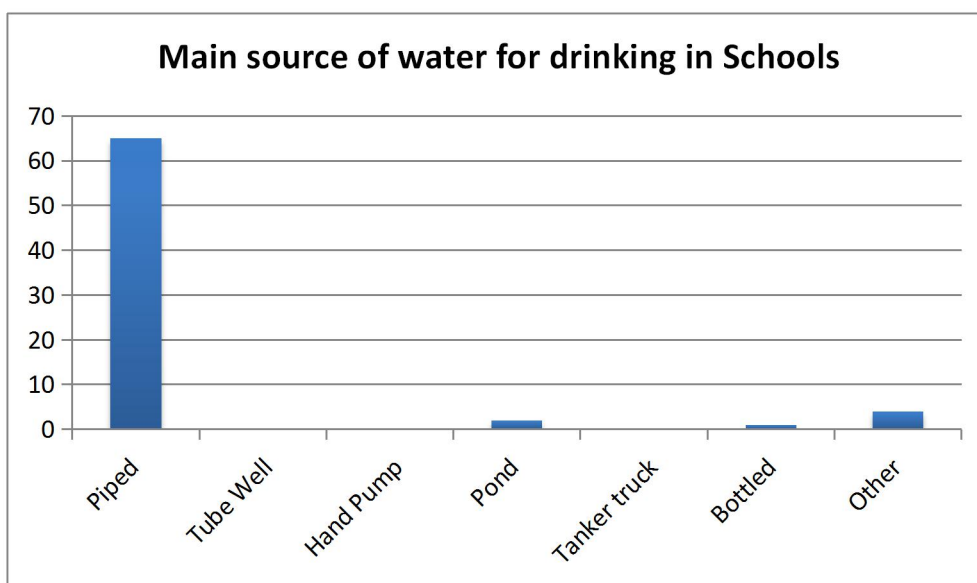 Main source of water for drinking in Schools
70
60
50
40
30
20
10
0
Piped
Tube Well
Hand Pump
Pond
Tanker truck
Bottled
Other